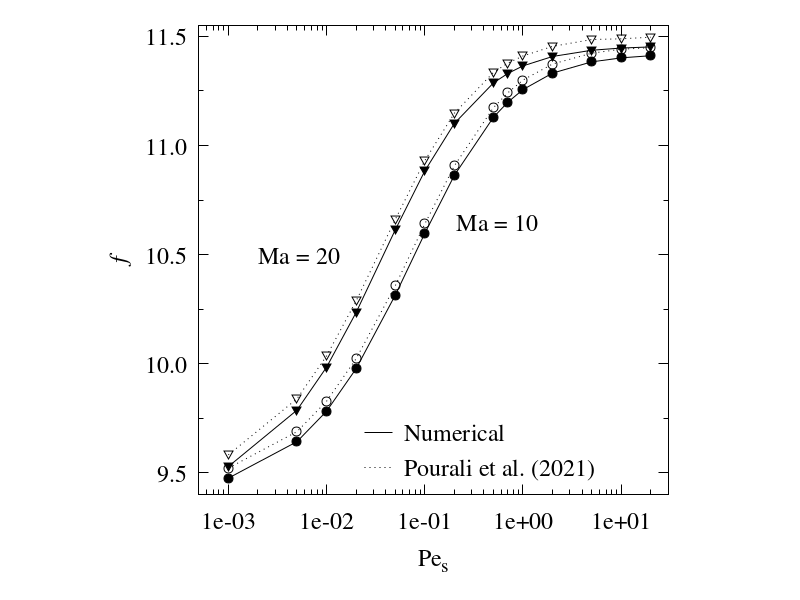 11.5
11.0
10.5
10.0
9.5
f
Ma = 20
Ma = 10
Numerical
Pourali et al. (2021)
1e-03 1e-02 1e-01 1e+00 1e+01
Pes